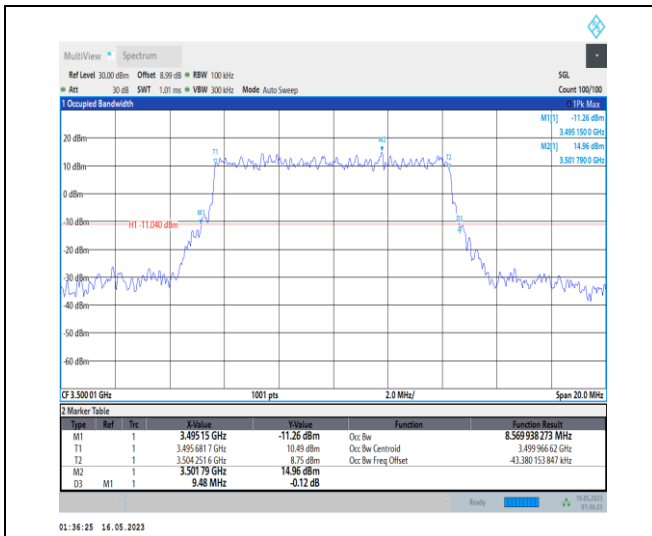 MultiView Spectrum
Ref Level 30.00 dBm Offset 8.99 dB RBW 100 kHz SGL
Att 30 dB SWT 1.01 ms VBW 300 kHz Mode Auto Sweep Count 100/100
1 Occupied Bandwidth 1Pk Max
M1[1] -11.26 dBm
3.495 150 0 GHz
M2[1] 14.96 dBm
3.501 790 0 GHz
20 dBm
M2
T1
T2
10 dBm
0 dBm
M1
D3
-10 dBm
H1 -11.040 dBm
-20 dBm
-30 dBm
-40 dBm
-50 dBm
-60 dBm
CF 3.500 01 GHz 1001 pts 2.0 MHz/ Span 20.0 MHz
2 Marker Table
Type Ref Trc X-Value Y-Value Function Function Result
M1 1 3.495 15 GHz -11.26 dBm Occ Bw 8.569 938 273 MHz
T1 1 3.495 681 7 GHz 10.49 dBm Occ Bw Centroid 3.499 966 62 GHz
T2 1 3.504 251 6 GHz 8.75 dBm Occ Bw Freq Offset -43.380 153 847 kHz
M2 1 3.501 79 GHz 14.96 dBm
D3 M1 1 9.48 MHz -0.12 dB
Ready 16.05.2023
01:36:25
01:36:25 16.05.2023